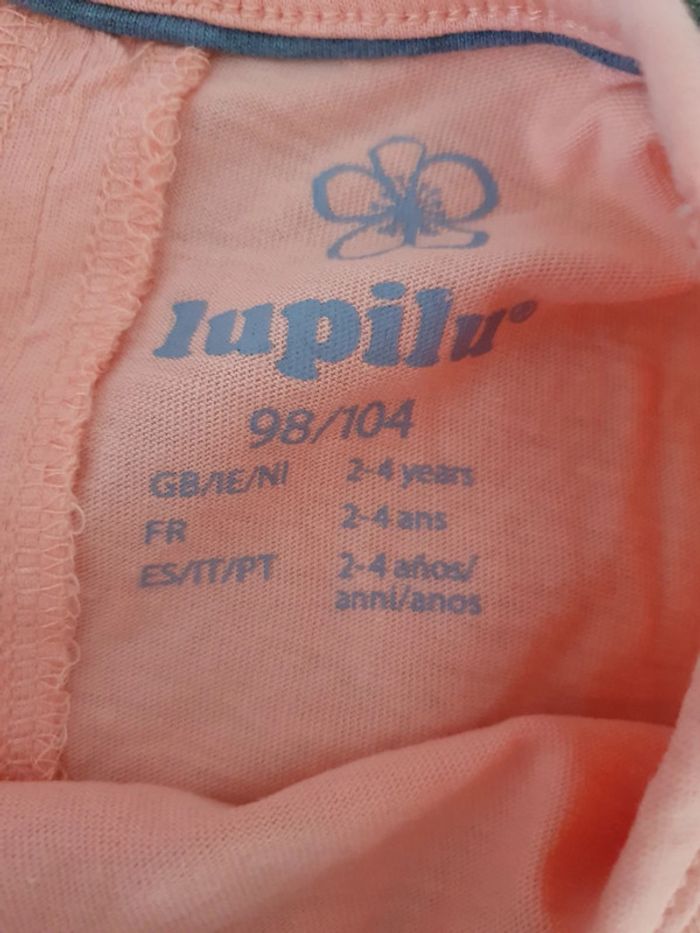 lupilu®
98/104
GB/IE/NI 2-4 years
FR 2-4 ans
ES/IT/PT 2-4 años/
anni/anos